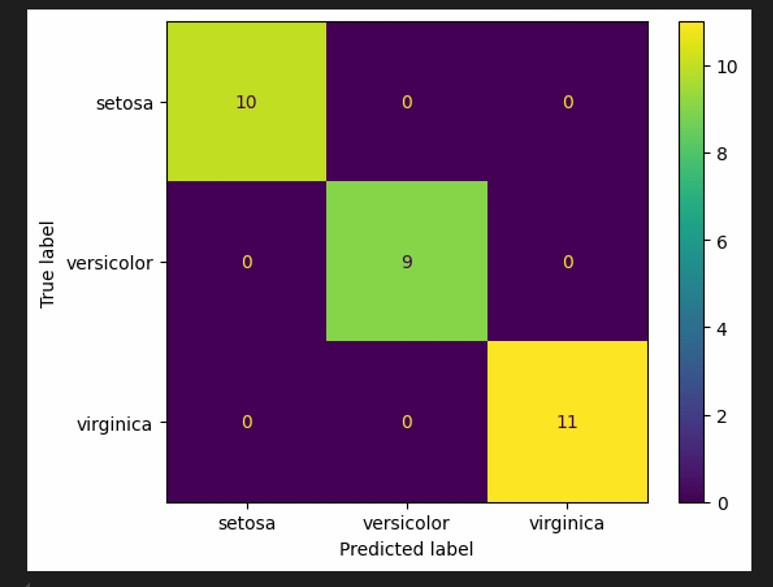 setosa 10 0 0
versicolor 0 9 0
virginica 0 0 11
setosa versicolor virginica
Predicted label
True label
10
8
6
4
2
0